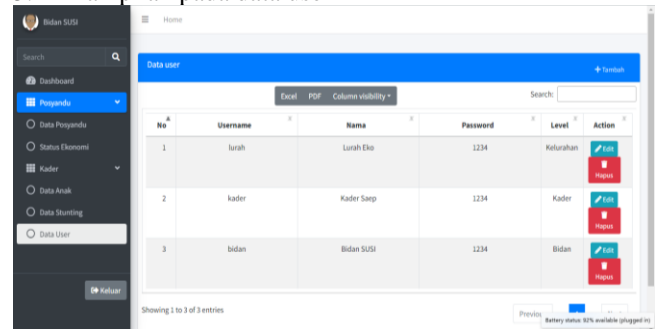 Bidan SUSI
Home
Search
Dashboard
Posyandu
Data Posyandu
Status Ekonomi
Kader
Data Anak
Data Stunting
Data User
Keluar
Data user
+ Tambah
Excel PDF Column visibility
Search:
No Username Nama Password Level Action
1 lurah Lurah Eko 1234 Kelurahan Edit
Hapus
2 kader Kader Saep 1234 Kader Edit
Hapus
3 bidan Bidan SUSI 1234 Bidan Edit
Hapus
Showing 1 to 3 of 3 entries
Battery status: 92% available (plugged in)